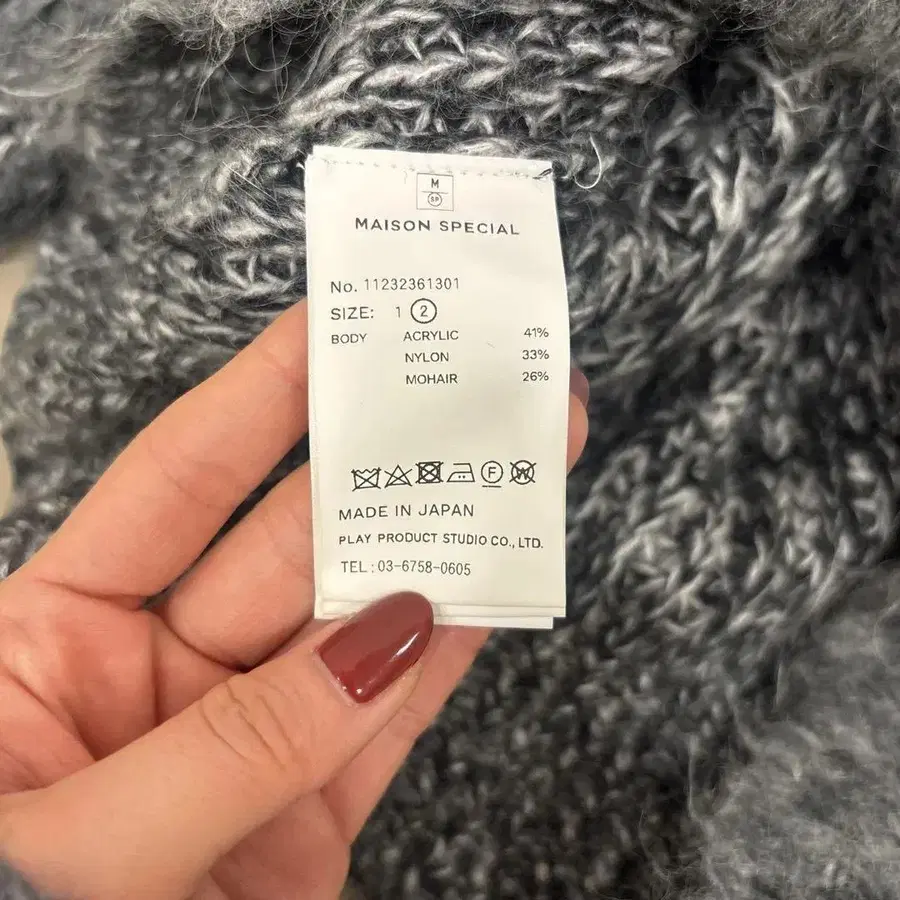 M
SP
MAISON SPECIAL
No. 11232361301
SIZE: 1 2
BODY ACRYLIC 41%
NYLON 33%
MOHAIR 26%
F W
MADE IN JAPAN
PLAY PRODUCT STUDIO CO., LTD.
TEL : 03-6758-0605